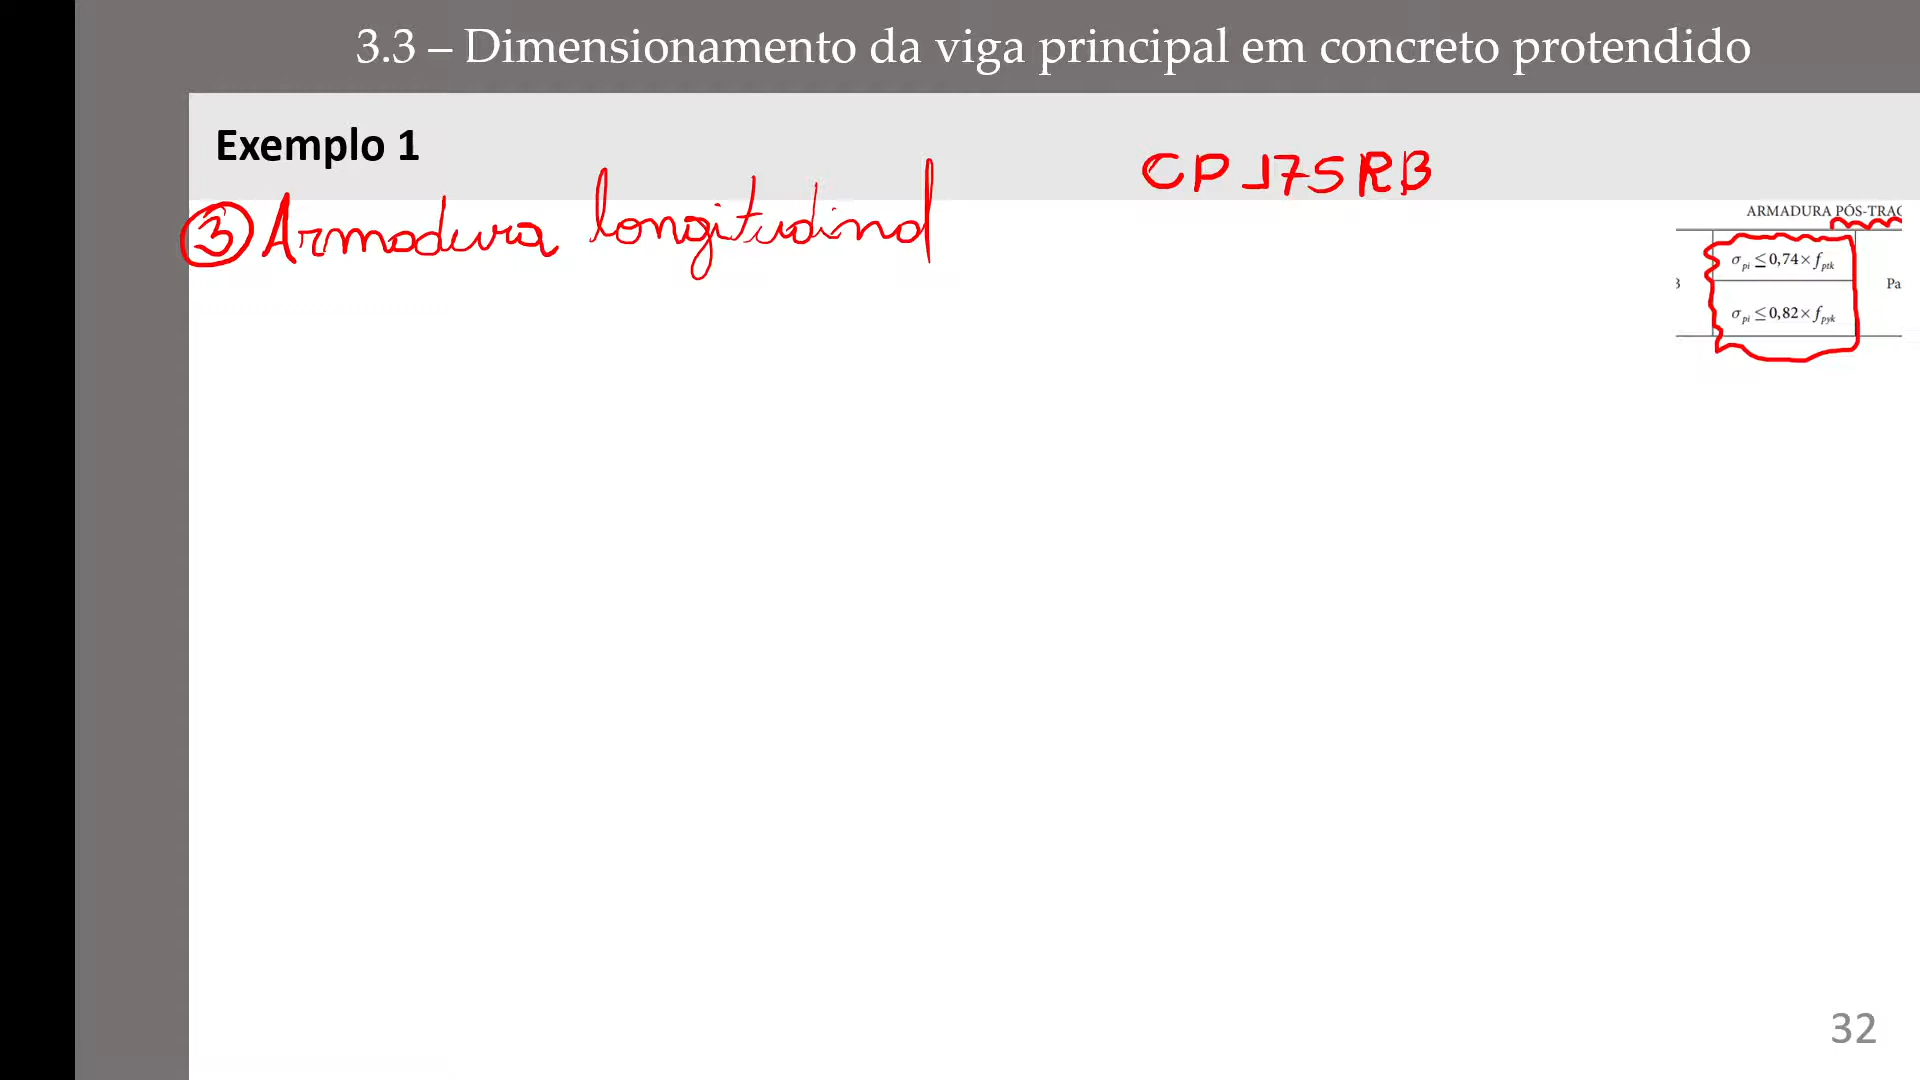 3.3 – Dimensionamento da viga principal em concreto protendido
Exemplo 1
CP 175 RB
③ Armadura longitudinal
ARMADURA PÓS-TRAÇ
σpi ≤ 0,74 × fptk
B
Pa
σpi ≤ 0,82 × fpyk
32